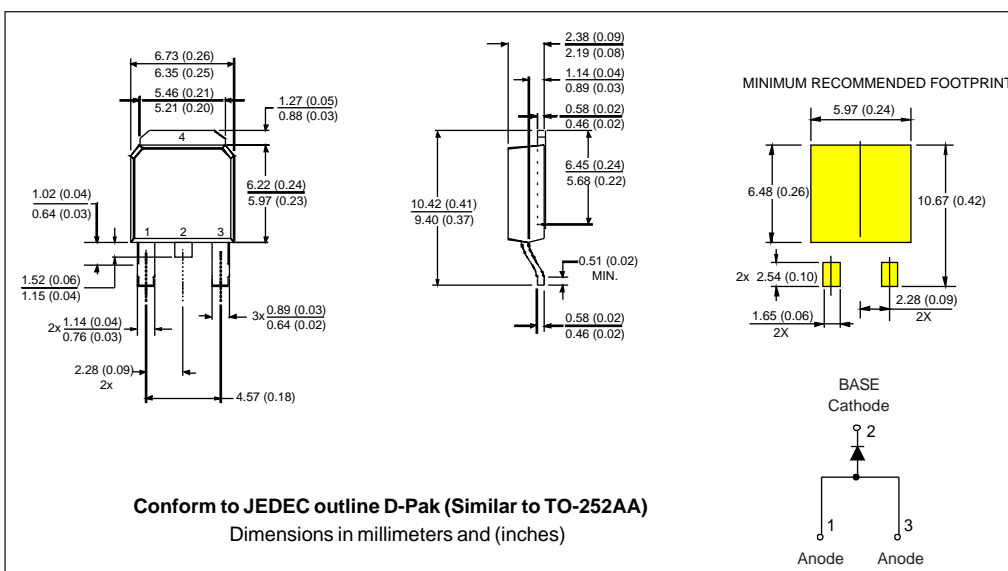 6.73 (0.26)
6.35 (0.25)
5.46 (0.21)
5.21 (0.20)
1.27 (0.05)
0.88 (0.03)
4
6.22 (0.24)
5.97 (0.23)
1.02 (0.04)
0.64 (0.03)
1 2 3
1.52 (0.06)
1.15 (0.04)
2x 1.14 (0.04)
0.76 (0.03)
3x 0.89 (0.03)
0.64 (0.02)
2.28 (0.09)
2x
4.57 (0.18)
2.38 (0.09)
2.19 (0.08)
1.14 (0.04)
0.89 (0.03)
0.58 (0.02)
0.46 (0.02)
6.45 (0.24)
5.68 (0.22)
10.42 (0.41)
9.40 (0.37)
0.51 (0.02)
MIN.
0.58 (0.02)
0.46 (0.02)
MINIMUM RECOMMENDED FOOTPRINT
5.97 (0.24)
6.48 (0.26)
10.67 (0.42)
2x 2.54 (0.10)
1.65 (0.06)
2X
2.28 (0.09)
2X
BASE
Cathode
2
1 3
Anode Anode
Conform to JEDEC outline D-Pak (Similar to TO-252AA)
Dimensions in millimeters and (inches)